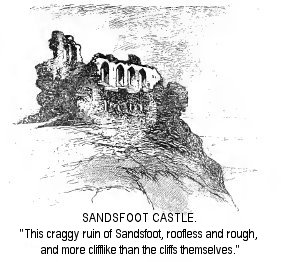 SANDSFOOT CASTLE.
"This craggy ruin of Sandsfoot, roofless and rough,
and more clifflike than the cliffs themselves."